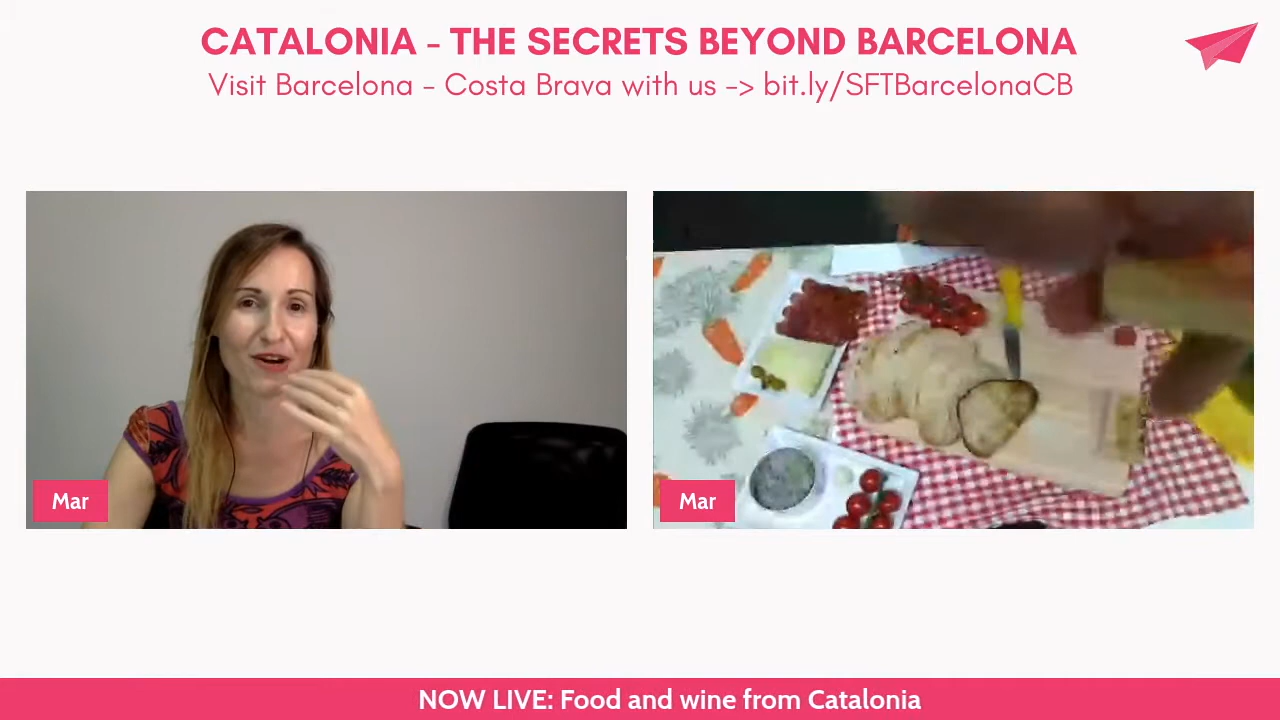 CATALONIA - THE SECRETS BEYOND BARCELONA
Visit Barcelona - Costa Brava with us -> bit.ly/SFTBarcelonaCB
Mar
Mar
NOW LIVE: Food and wine from Catalonia